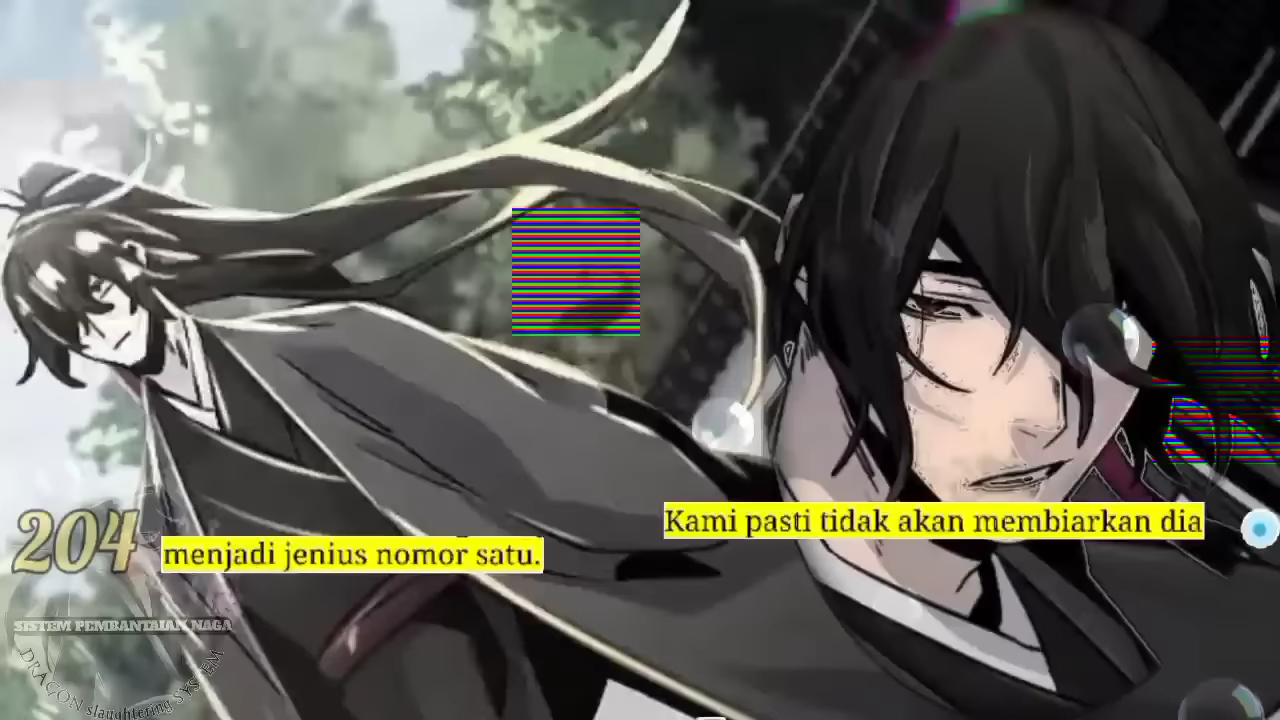 Kami pasti tidak akan membiarkan dia
menjadi jenius nomor satu.
204
SISTEM PEMBANTAIAN NAGA
DRAGON slaughtering SYSTEM